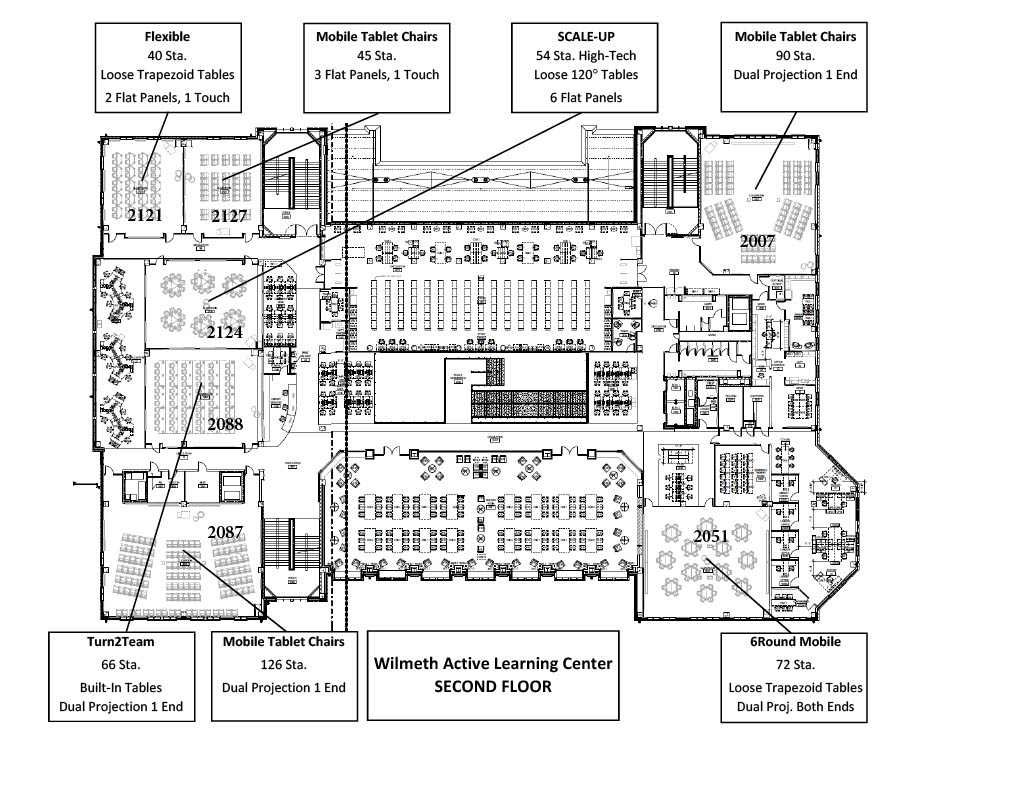 Flexible
40 Sta.
Loose Trapezoid Tables
2 Flat Panels, 1 Touch
Mobile Tablet Chairs
45 Sta.
3 Flat Panels, 1 Touch
SCALE-UP
54 Sta. High-Tech
Loose 120° Tables
6 Flat Panels
Mobile Tablet Chairs
90 Sta.
Dual Projection 1 End
2121
2127
2007
2124
2088
2087
2051
Turn2Team
66 Sta.
Built-In Tables
Dual Projection 1 End
Mobile Tablet Chairs
126 Sta.
Dual Projection 1 End
Wilmeth Active Learning Center
SECOND FLOOR
6Round Mobile
72 Sta.
Loose Trapezoid Tables
Dual Proj. Both Ends